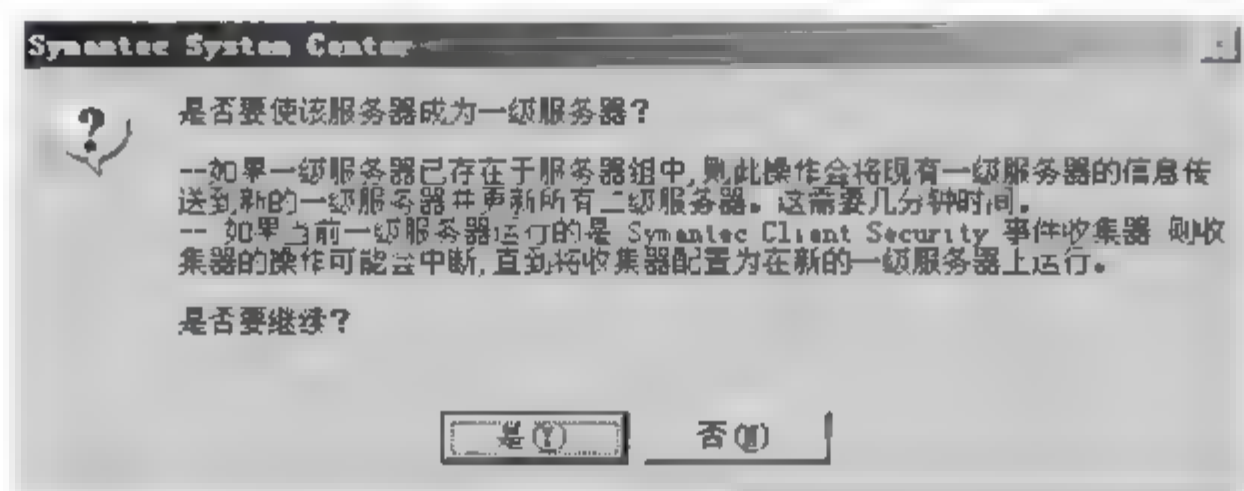 Symantec System Center
是否要使该服务器成为一级服务器?
--如果一级服务器已存在于服务器组中,则此操作会将现有一级服务器的信息传
送到新的一级服务器并更新所有二级服务器。这需要几分钟时间。
-- 如果当前一级服务器运行的是 Symantec Client Security 事件收集器 则收
集器的操作可能会中断,直到将收集器配置为在新的一级服务器上运行。
是否要继续?
是(Y)
否(N)